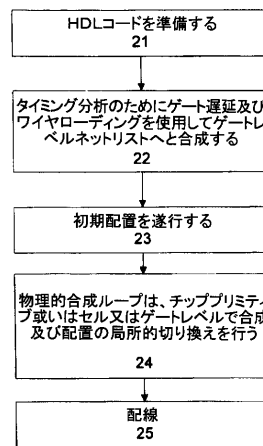 HDLコードを準備する
21
タイミング分析のためにゲート遅延及び
ワイヤローディングを使用してゲートレ
ベルネットリストへと合成する
22
初期配置を遂行する
23
物理的合成ループは、チッププリミティ
ブ或いはセル又はゲートレベルで合成
及び配置の局所的切り換えを行う
24
配線
25